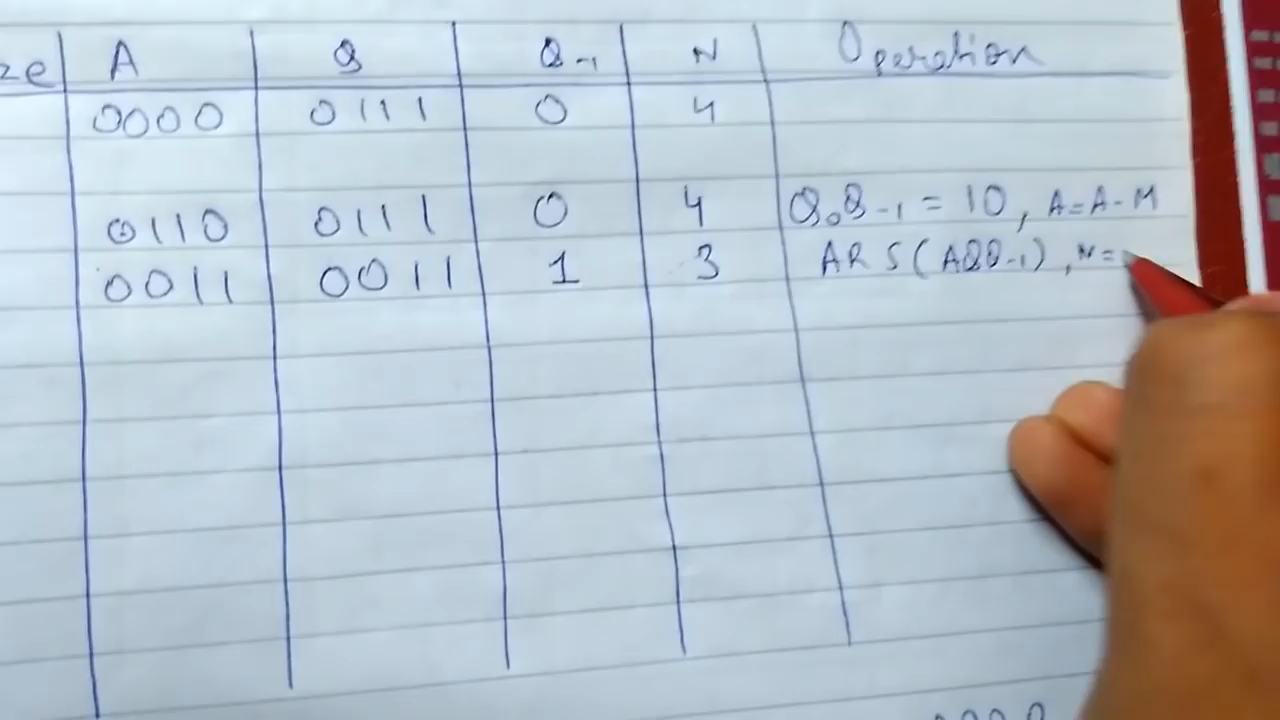 ze A Q Q-1 N Operation
0000 0111 0 4
0110 0111 0 4 Q0Q-1 = 10, A=A-M
0011 0011 1 3 ARS(AQQ-1), N=